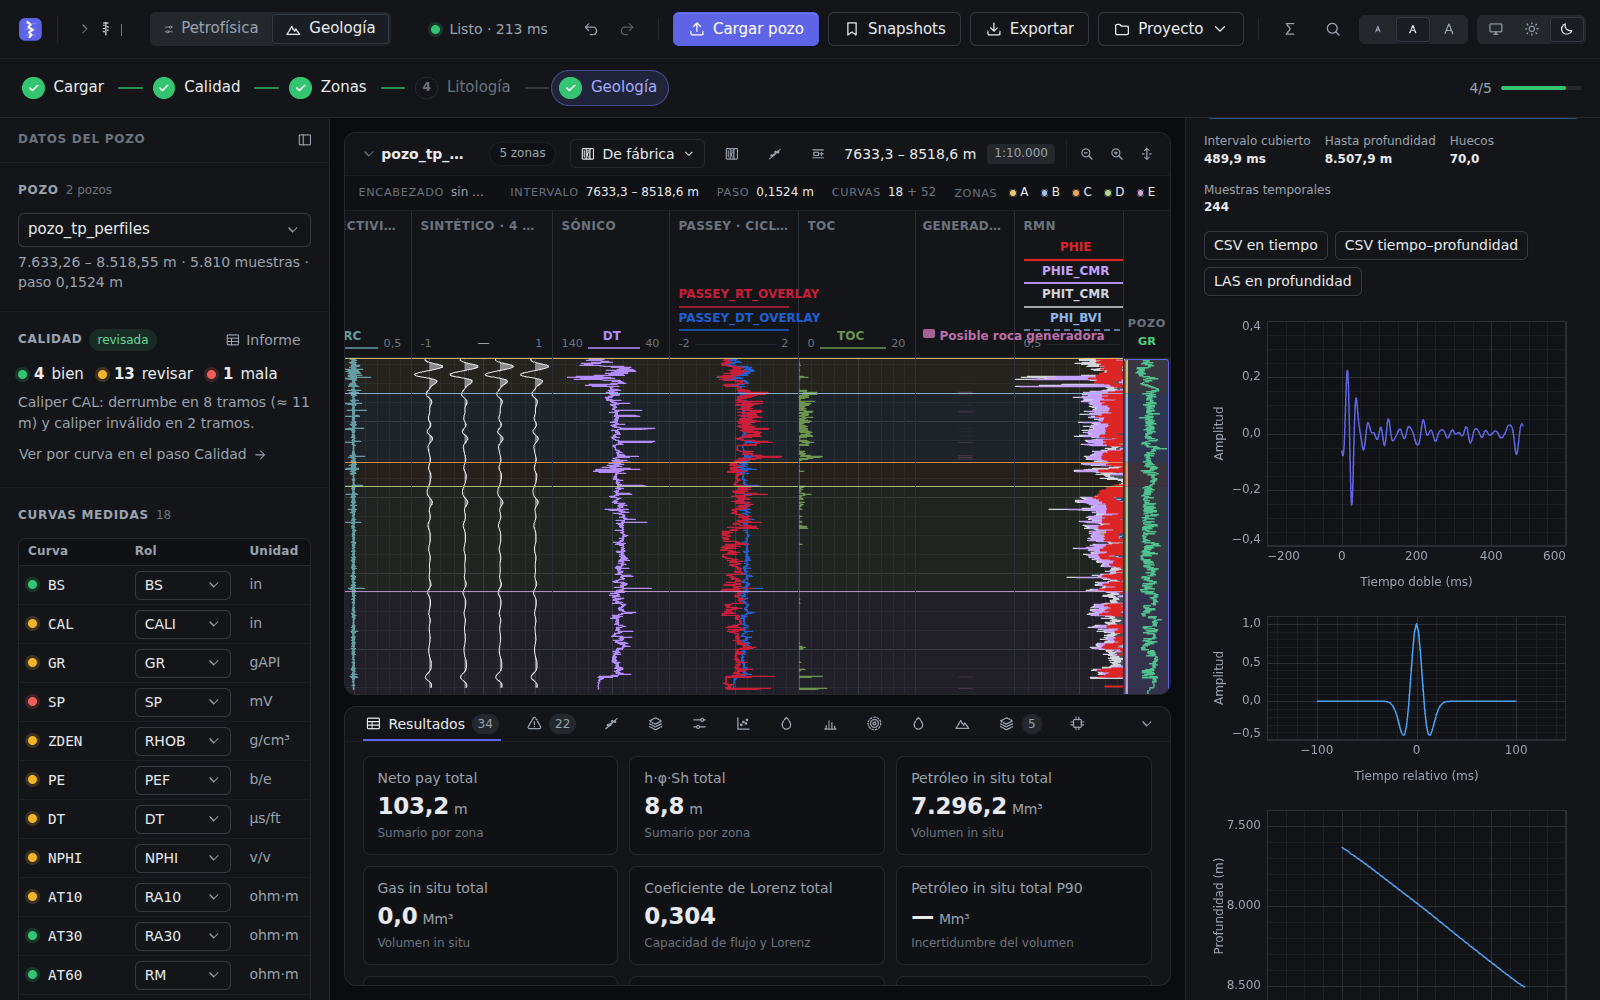 Petrofísica
Geología
Listo · 213 ms
Cargar pozo
Snapshots
Exportar
Proyecto
Cargar
Calidad
Zonas
4 Litología
Geología
4/5
DATOS DEL POZO
POZO 2 pozos
pozo_tp_perfiles
7.633,26 – 8.518,55 m · 5.810 muestras ·
paso 0,1524 m
CALIDAD revisada Informe
4 bien 13 revisar 1 mala
Caliper CAL: derrumbe en 8 tramos (≈ 11
m) y caliper inválido en 2 tramos.
Ver por curva en el paso Calidad →
CURVAS MEDIDAS 18
Curva Rol Unidad
BS BS in
CAL CALI in
GR GR gAPI
SP SP mV
ZDEN RHOB g/cm³
PE PEF b/e
DT DT µs/ft
NPHI NPHI v/v
AT10 RA10 ohm·m
AT30 RA30 ohm·m
AT60 RM ohm·m
pozo_tp_... 5 zonas De fábrica 7633,3 – 8518,6 m 1:10.000
ENCABEZADO sin ... INTERVALO 7633,3 – 8518,6 m PASO 0,1524 m CURVAS 18 + 52 ZONAS A B C D E
CTIVI... SINTÉTICO · 4 ... SÓNICO PASSEY · CICL... TOC GENERAD... RMN
PHIE
PHIE_CMR
PASSEY_RT_OVERLAY PHIT_CMR
PASSEY_DT_OVERLAY PHI_BVI
POZO
RC DT TOC Posible roca generadora GR
0,5 -1 — 1 140 40 -2 2 0 20 0,5
Resultados 34 22 5
Neto pay total
103,2 m
Sumario por zona
h·φ·Sh total
8,8 m
Sumario por zona
Petróleo in situ total
7.296,2 Mm³
Volumen in situ
Gas in situ total
0,0 Mm³
Volumen in situ
Coeficiente de Lorenz total
0,304
Capacidad de flujo y Lorenz
Petróleo in situ total P90
— Mm³
Incertidumbre del volumen
Intervalo cubierto Hasta profundidad Huecos
489,9 ms 8.507,9 m 70,0
Muestras temporales
244
CSV en tiempo CSV tiempo–profundidad
LAS en profundidad
0,4
0,2
0,0
−0,2
−0,4
Amplitud
−200 0 200 400 600
Tiempo doble (ms)
1,0
0,5
0,0
−0,5
Amplitud
−100 0 100
Tiempo relativo (ms)
7.500
8.000
8.500
Profundidad (m)